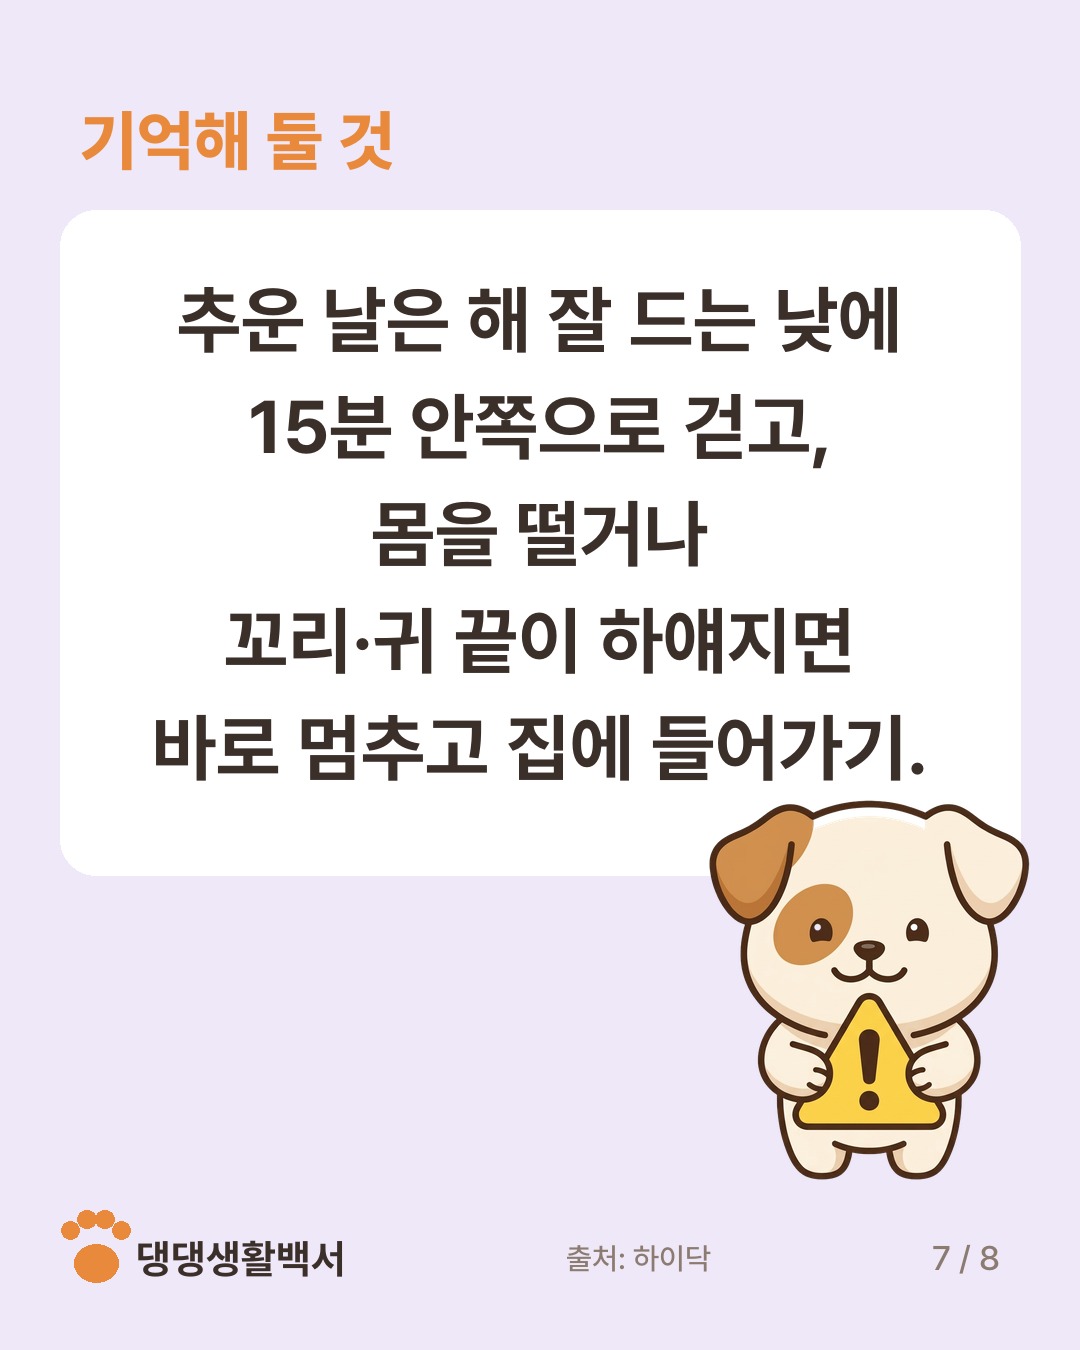 기억해 둘 것
추운 날은 해 잘 드는 낮에
15분 안쪽으로 걷고,
몸을 떨거나
꼬리·귀 끝이 하얘지면
바로 멈추고 집에 들어가기.
댕댕생활백서
출처: 하이닥
7 / 8